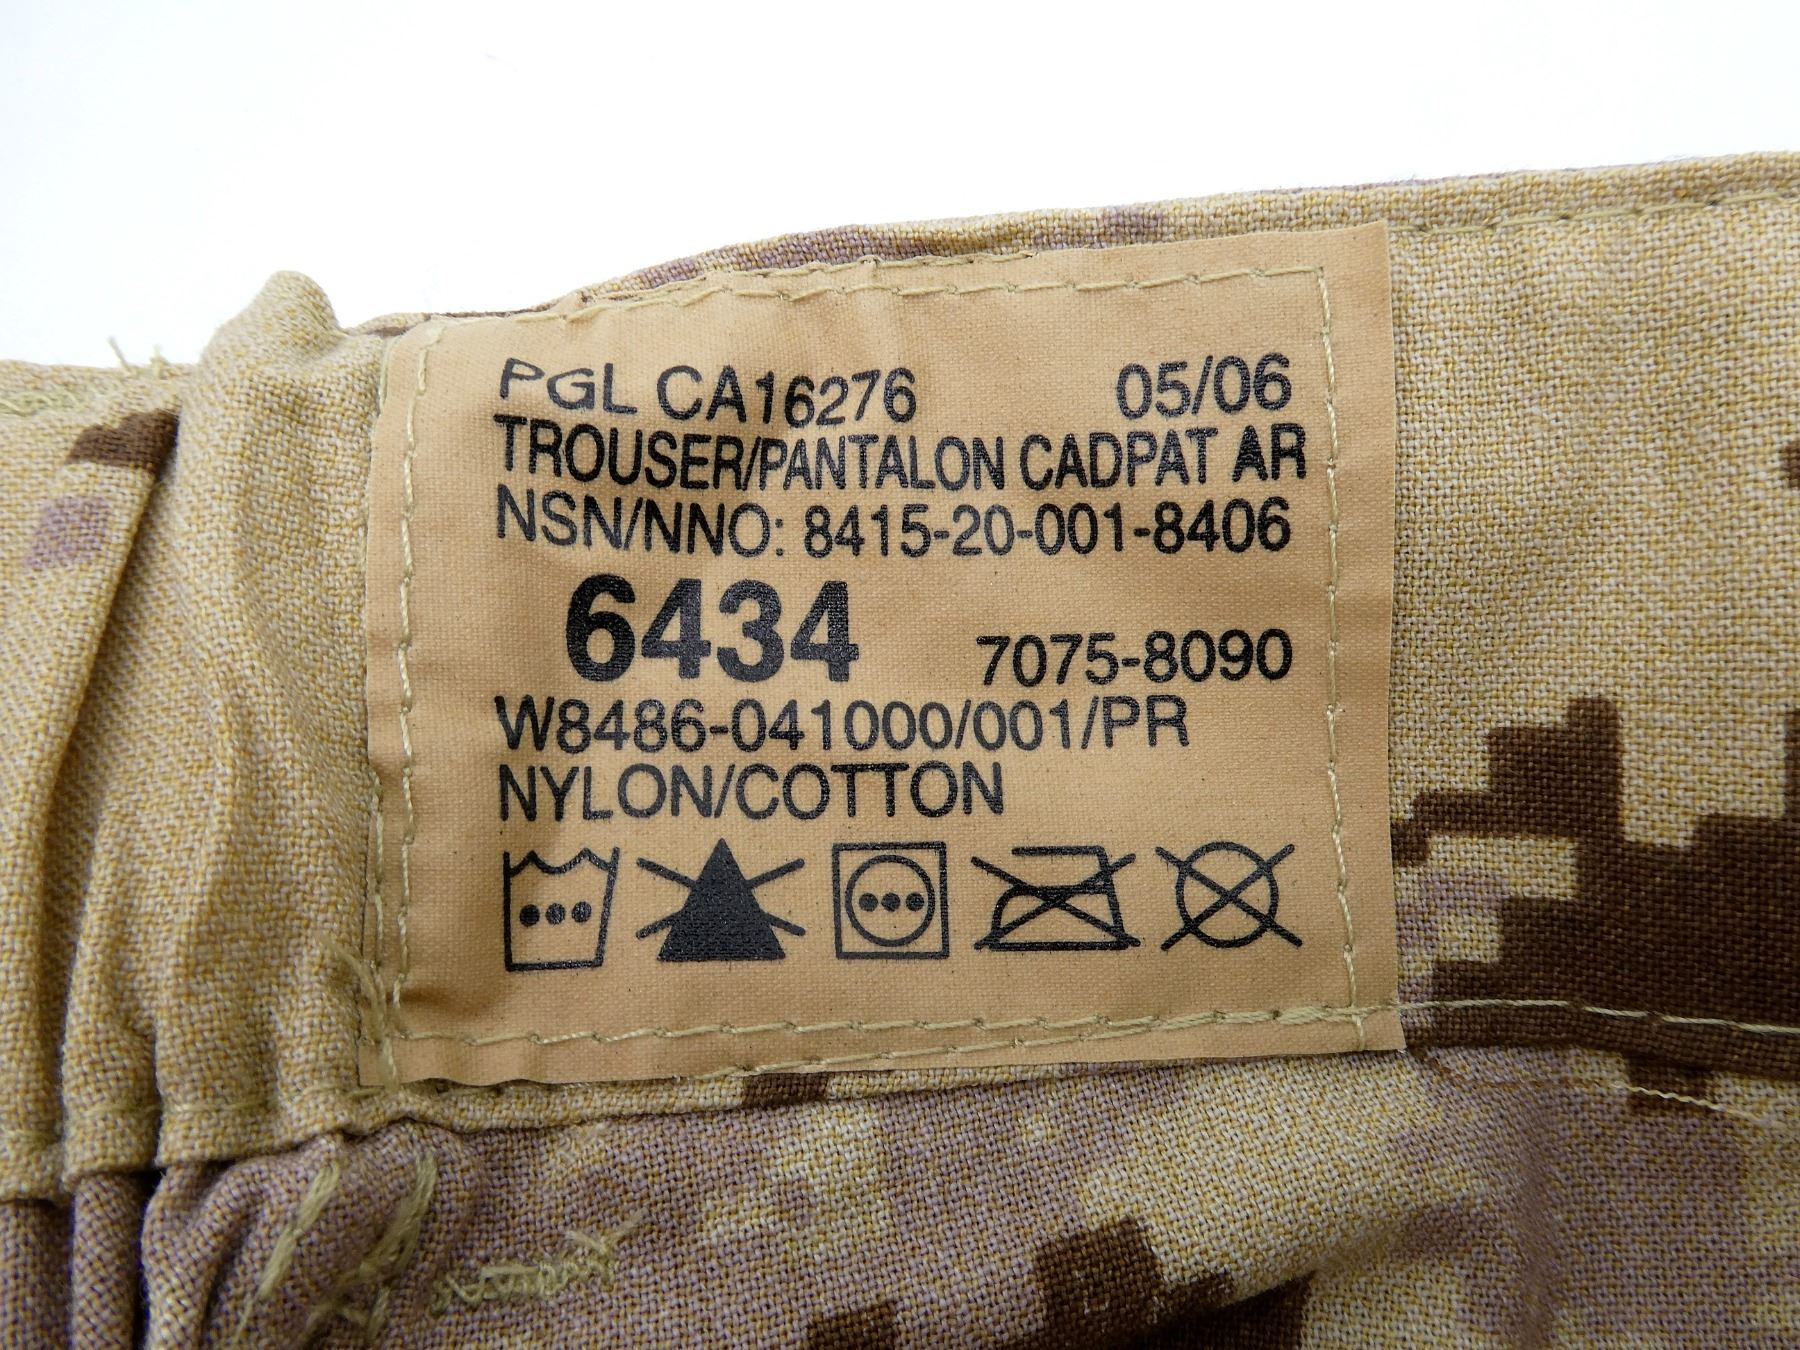 PGL CA16276 05/06
TROUSER/PANTALON CADPAT AR
NSN/NNO: 8415-20-001-8406
6434 7075-8090
W8486-041000/001/PR
NYLON/COTTON